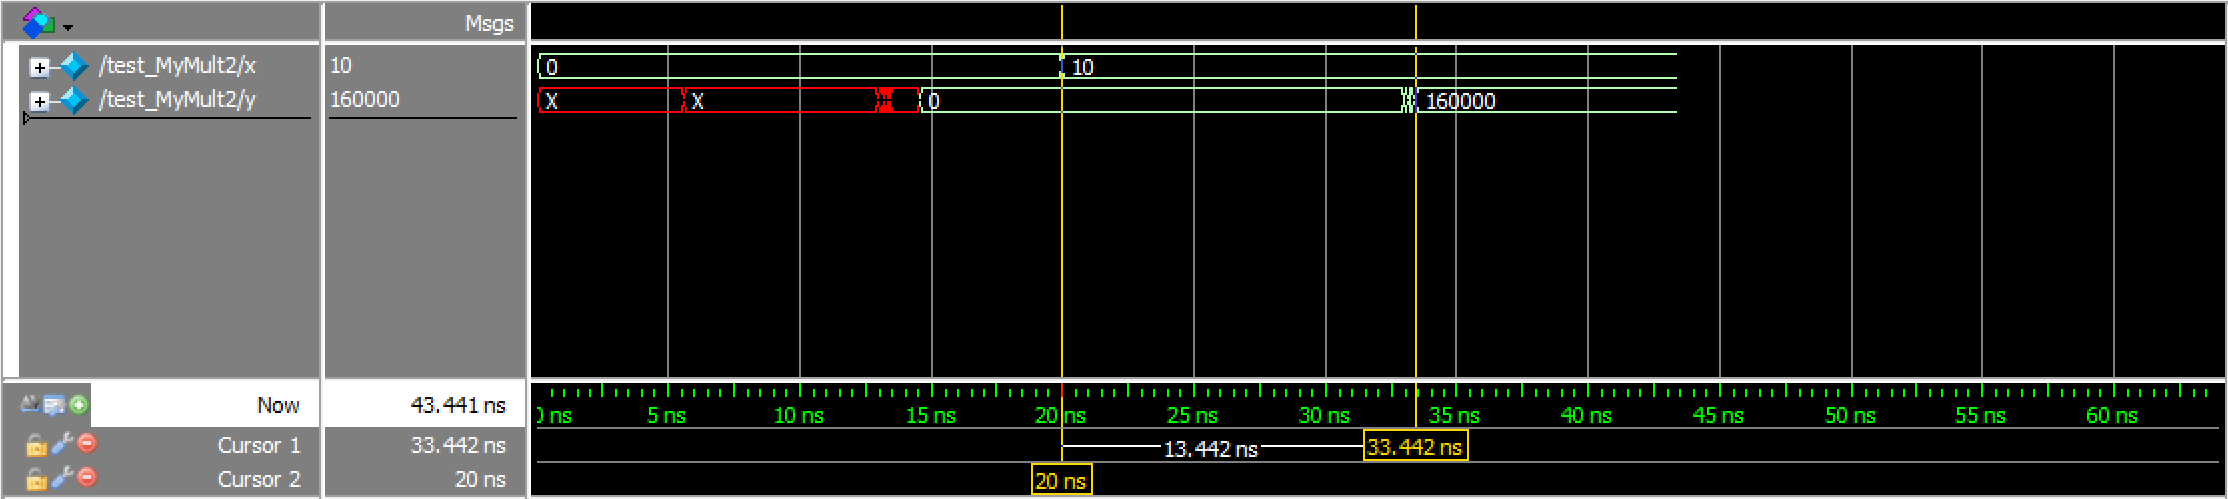 Msgs
/test_MyMult2/x 10 0 10
/test_MyMult2/y 160000 X X 0 160000
Now 43.441 ns 0 ns 5 ns 10 ns 15 ns 20 ns 25 ns 30 ns 35 ns 40 ns 45 ns 50 ns 55 ns 60 ns
Cursor 1 33.442 ns 13.442 ns 33.442 ns
Cursor 2 20 ns 20 ns